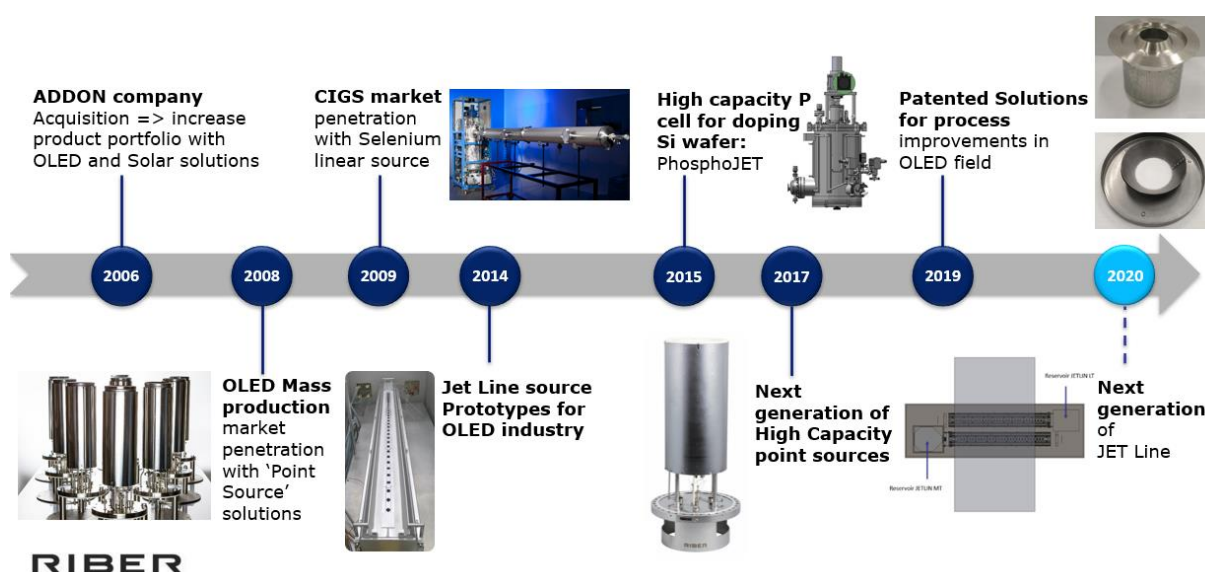 ADDON company
Acquisition => increase
product portfolio with
OLED and Solar solutions
CIGS market
penetration
with Selenium
linear source
High capacity P
cell for doping
Si wafer:
PhosphoJET
Patented Solutions
for process
improvements in
OLED field
2006
2008
2009
2014
2015
2017
2019
2020
OLED Mass
production
market
penetration
with ‘Point
Source’
solutions
Jet Line source
Prototypes for
OLED industry
RIBER
Next
generation of
High Capacity
point sources
Reservoir JETLIN LT
Reservoir JETLIN MT
Next
generation
of
JET Line
RIBER